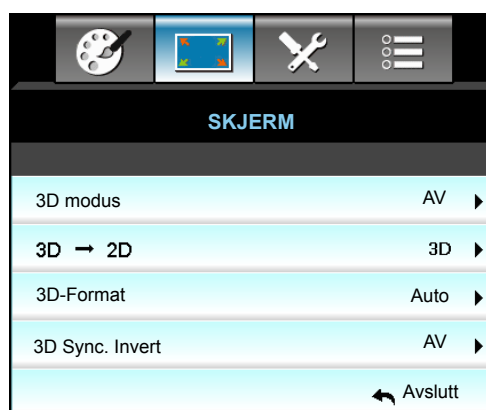 SKJERM
3D modus AV
3D → 2D 3D
3D-Format Auto
3D Sync. Invert AV
Avslutt